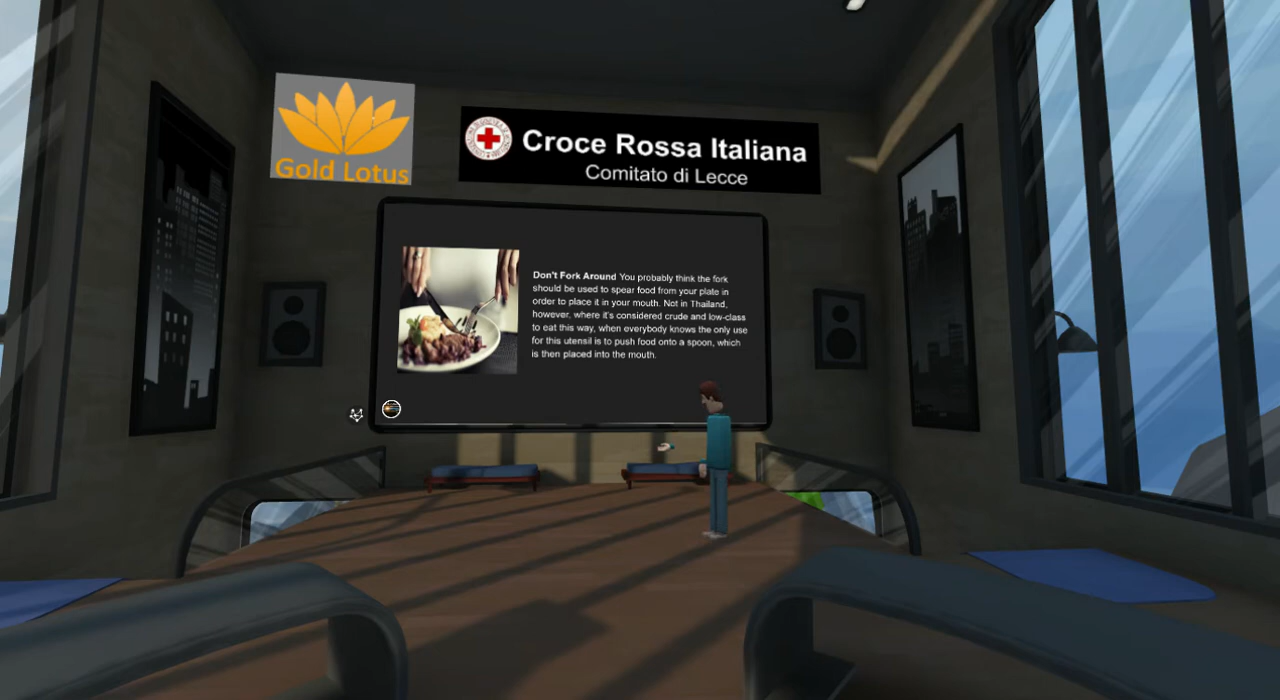 Gold Lotus
Croce Rossa Italiana
Comitato di Lecce
Don't Fork Around You probably think the fork
should be used to spear food from your plate in
order to place it in your mouth. Not in Thailand,
however, where it's considered crude and low-class
to eat this way, when everybody knows the only use
for this utensil is to push food onto a spoon, which
is then placed into the mouth.